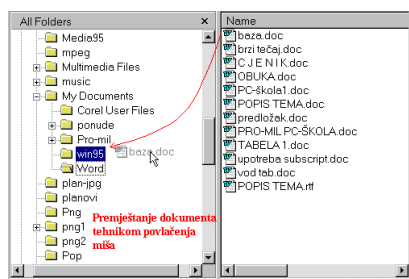 All Folders
Media95
mpeg
Multimedia Files
music
My Documents
Corel User Files
ponude
Pro-mil
win95
baza.doc
Word
plan-jpg
planovi
Png
png1
png2
Pop
Premještanje dokumenta
tehnikom povlačenja
miša
Name
baza.doc
brzi tečaj.doc
C J E N I K.doc
OBUKA.doc
PC-škola1.doc
POPIS TEMA.doc
predložak.doc
PRO-MIL PC-ŠKOLA.doc
TABELA 1.doc
upotreba subscript.doc
vod tab.doc
POPIS TEMA.rtf